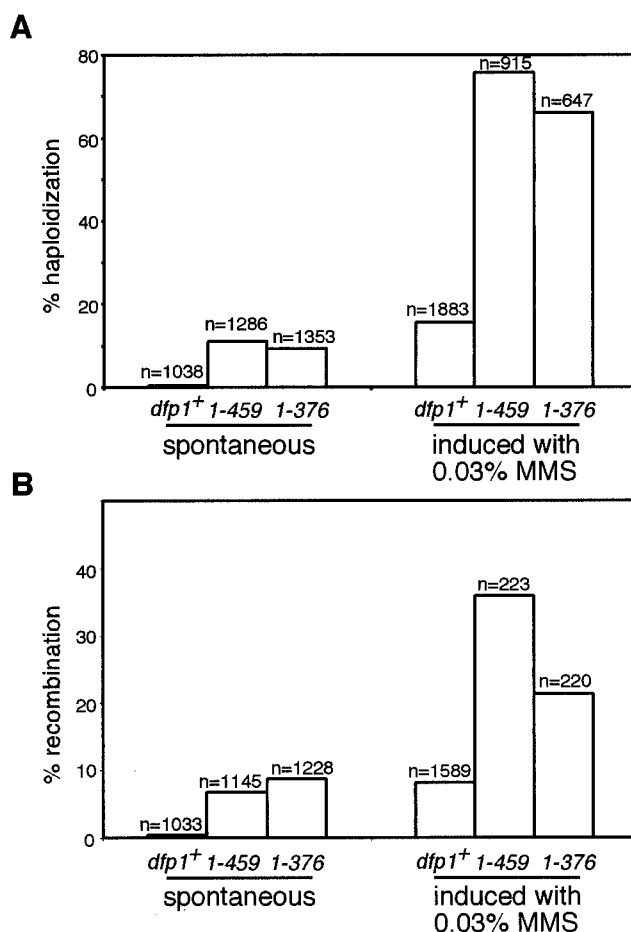 A
% haploidization
80
60
40
20
0
n=1038
n=1286
n=1353
n=1883
n=915
n=647
dfp1+ 1-459 1-376
spontaneous
dfp1+ 1-459 1-376
induced with
0.03% MMS
B
% recombination
40
30
20
10
0
n=1033
n=1145
n=1228
n=1589
n=223
n=220
dfp1+ 1-459 1-376
spontaneous
dfp1+ 1-459 1-376
induced with
0.03% MMS